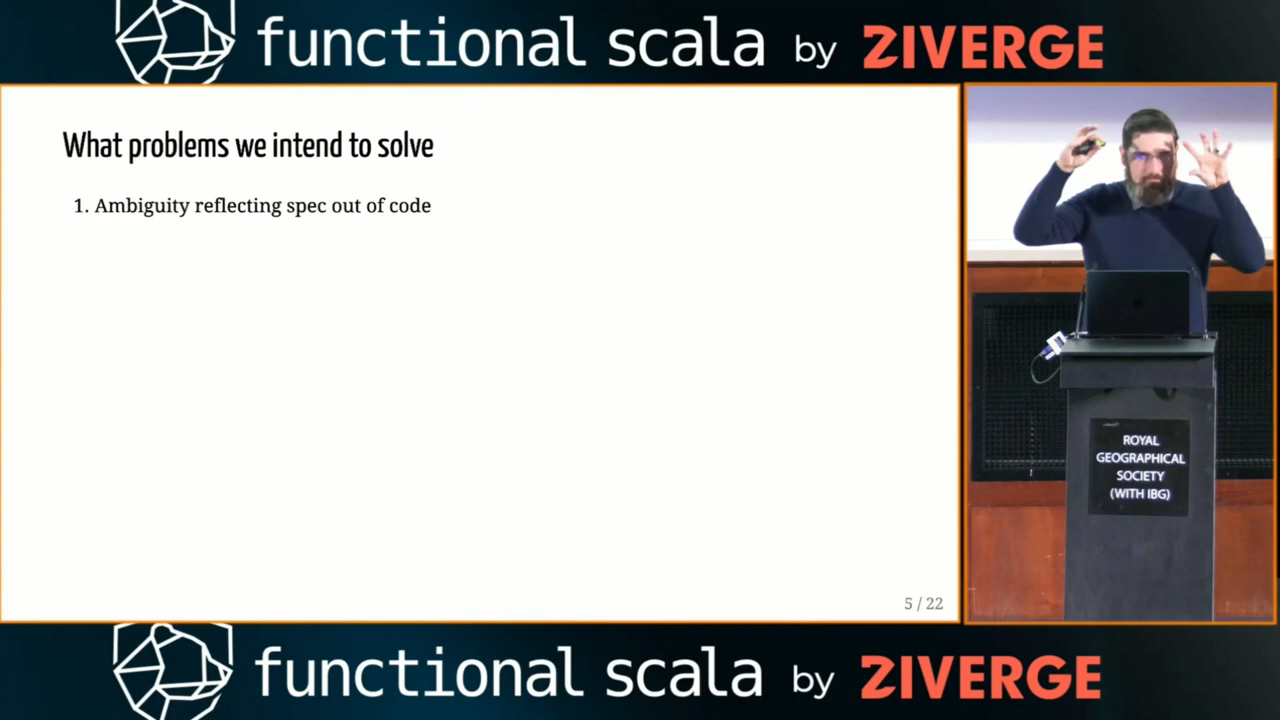 functional scala by ZIVERGE
What problems we intend to solve
1. Ambiguity reflecting spec out of code
5 / 22
ROYAL
GEOGRAPHICAL
SOCIETY
(WITH IBG)
functional scala by ZIVERGE